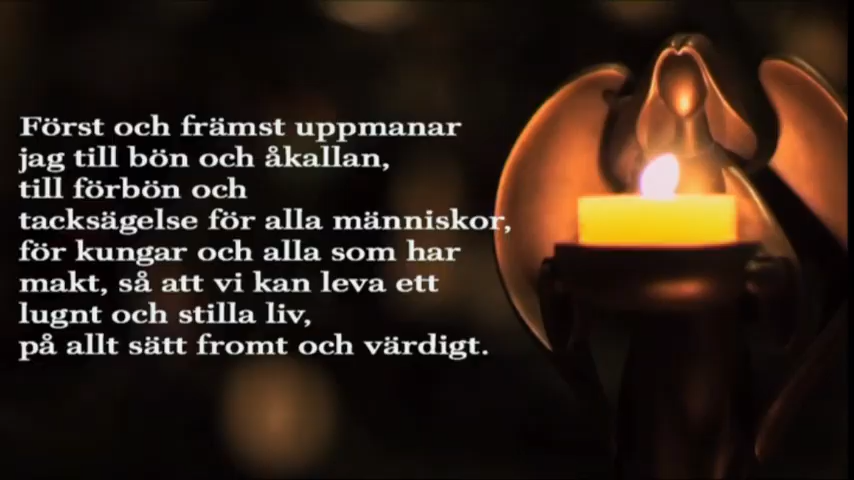 Först och främst uppmanar
jag till bön och åkallan,
till förbön och
tacksägelse för alla människor,
för kungar och alla som har
makt, så att vi kan leva ett
lugnt och stilla liv,
på allt sätt fromt och värdigt.